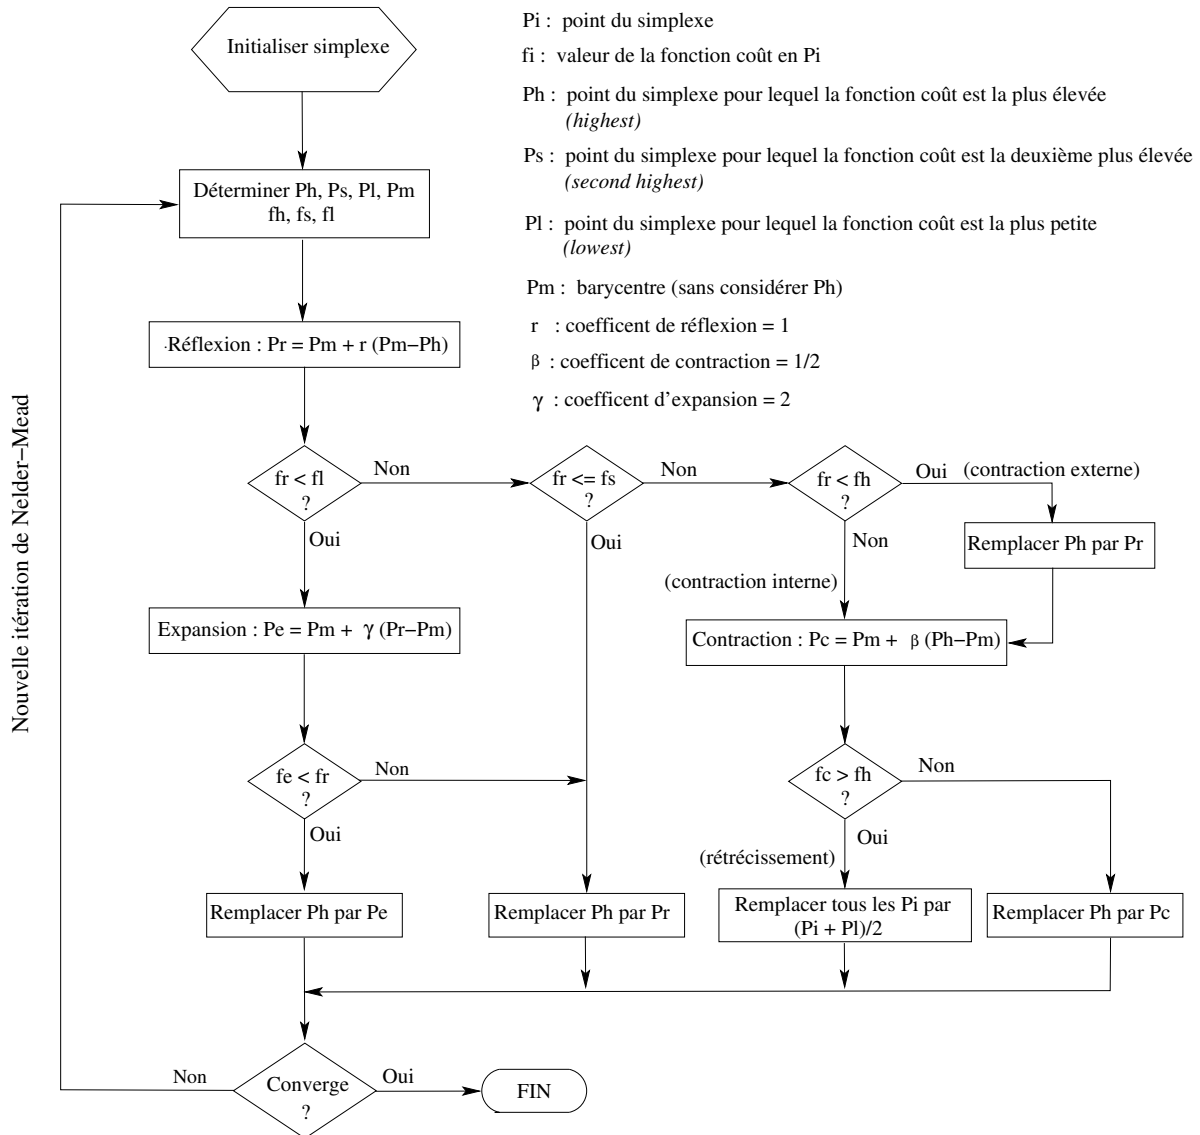 Initialiser simplexe
Pi : point du simplexe
fi : valeur de la fonction coût en Pi
Ph : point du simplexe pour lequel la fonction coût est la plus élevée
(highest)
Ps : point du simplexe pour lequel la fonction coût est la deuxième plus élevée
(second highest)
Pl : point du simplexe pour lequel la fonction coût est la plus petite
(lowest)
Pm : barycentre (sans considérer Ph)
r : coefficent de réflexion = 1
β : coefficent de contraction = 1/2
γ : coefficent d'expansion = 2
Déterminer Ph, Ps, Pl, Pm
fh, fs, fl
Réflexion : Pr = Pm + r (Pm−Ph)
Nouvelle itération de Nelder−Mead
fr < fl
?
Non
Oui
fr <= fs
?
Non
Oui
fr < fh
?
Oui
(contraction externe)
Non
Remplacer Ph par Pr
(contraction interne)
Expansion : Pe = Pm + γ (Pr−Pm)
Contraction : Pc = Pm + β (Ph−Pm)
fe < fr
?
Non
Oui
fc > fh
?
Non
Oui
(rétrécissement)
Remplacer Ph par Pe
Remplacer Ph par Pr
Remplacer tous les Pi par
(Pi + Pl)/2
Remplacer Ph par Pc
Non
Converge
?
Oui
FIN